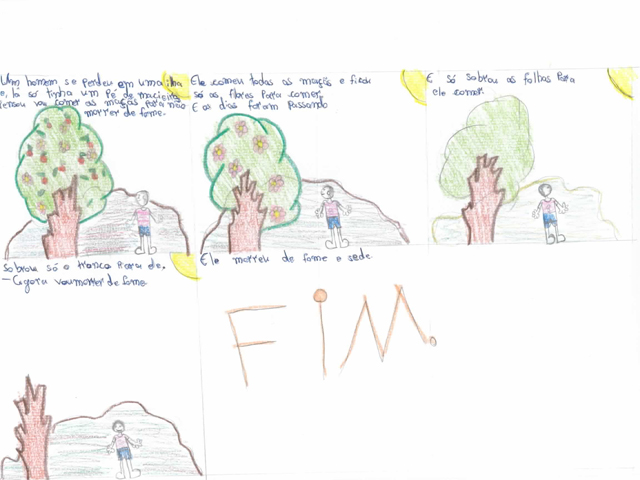 Um homem se perdeu em uma ilha
e, lá só tinha um pé de macieira
pensou vou comer as maçãs para não
morrer de fome.
Ele comeu todas as maçãs e ficou
só as, flores para comer,
E os dias foram passando
E só sobrou as folhas para
ele comer.
Sobrou só o tronco para ele,
- Agora vou morrer de fome.
Ele morreu de fome e sede
FIM.